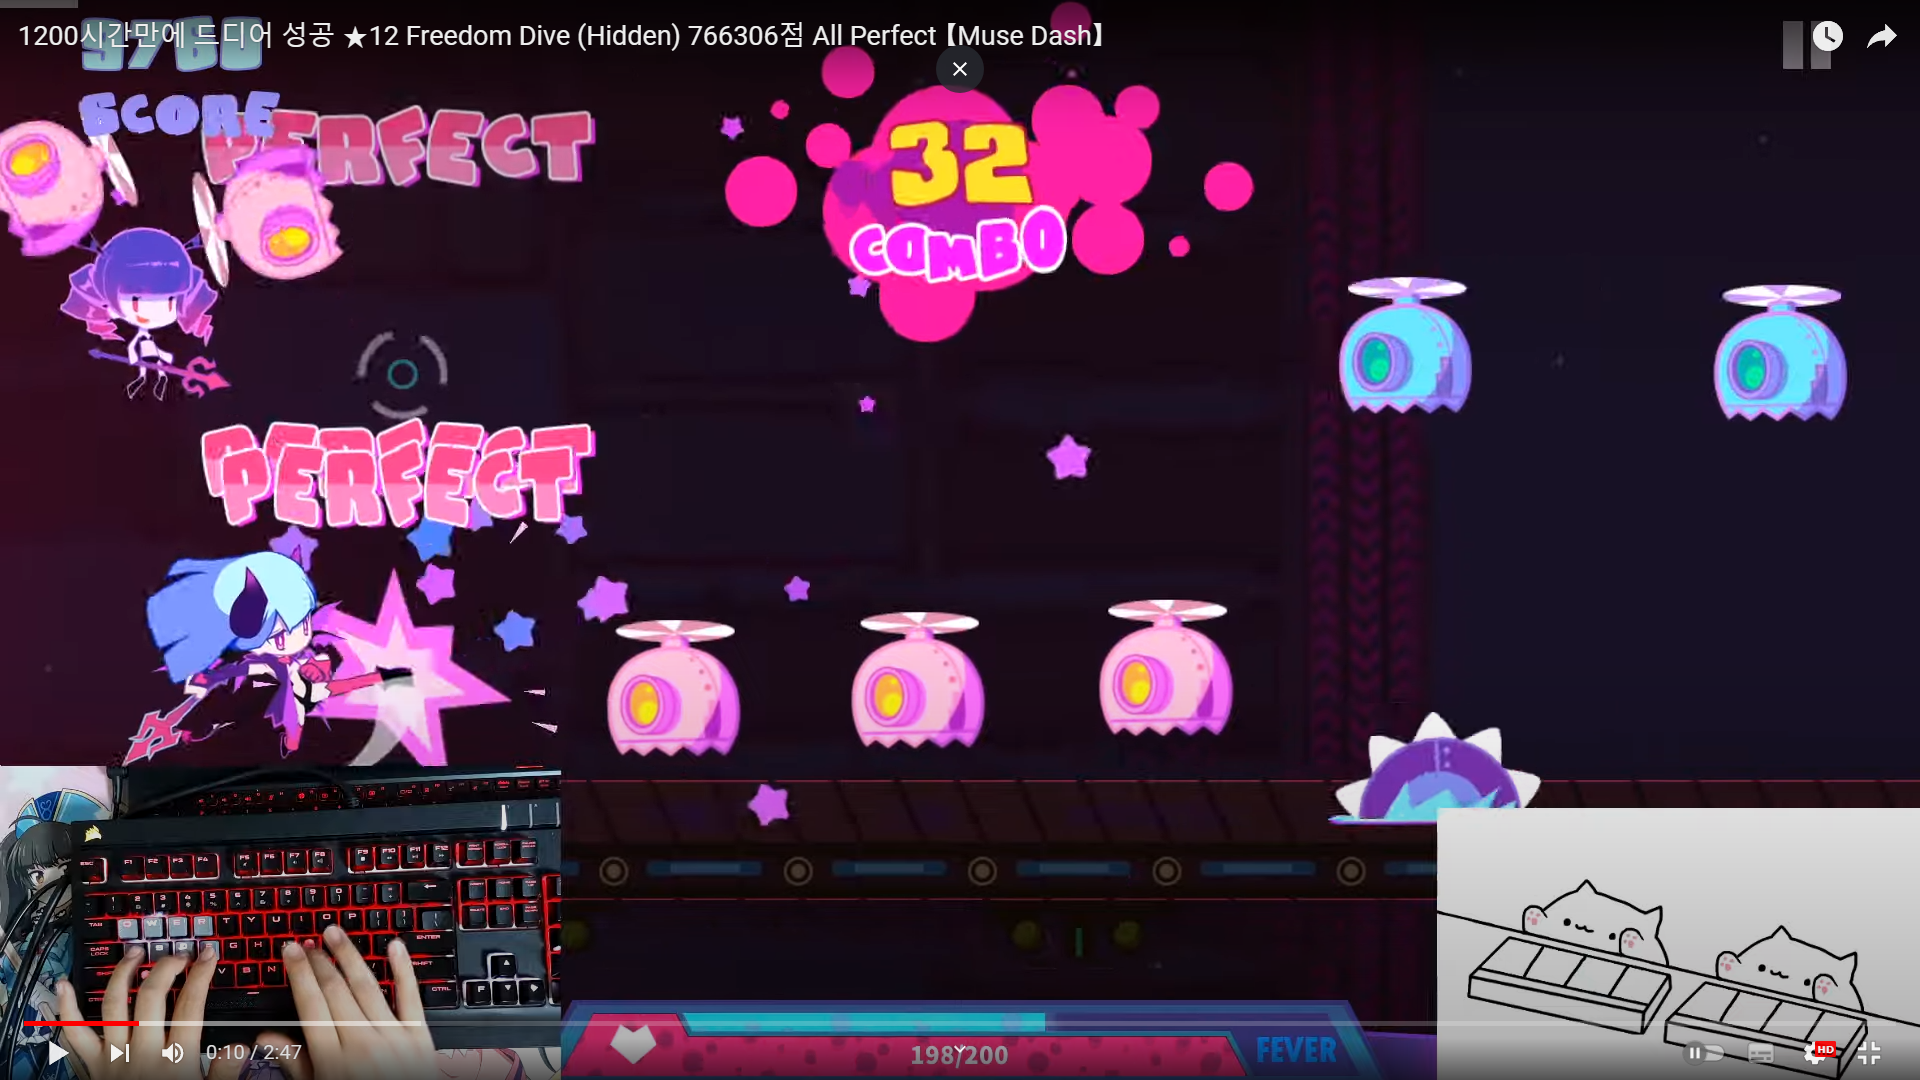 1200시간만에 드디어 성공 ★12 Freedom Dive (Hidden) 766306점 All Perfect【Muse Dash】
SCORE
PERFECT
32
COMBO
PERFECT
PERFECT
0:10 / 2:47
198/200
FEVER
HD